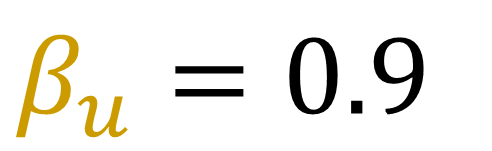 βᵤ = 0.9